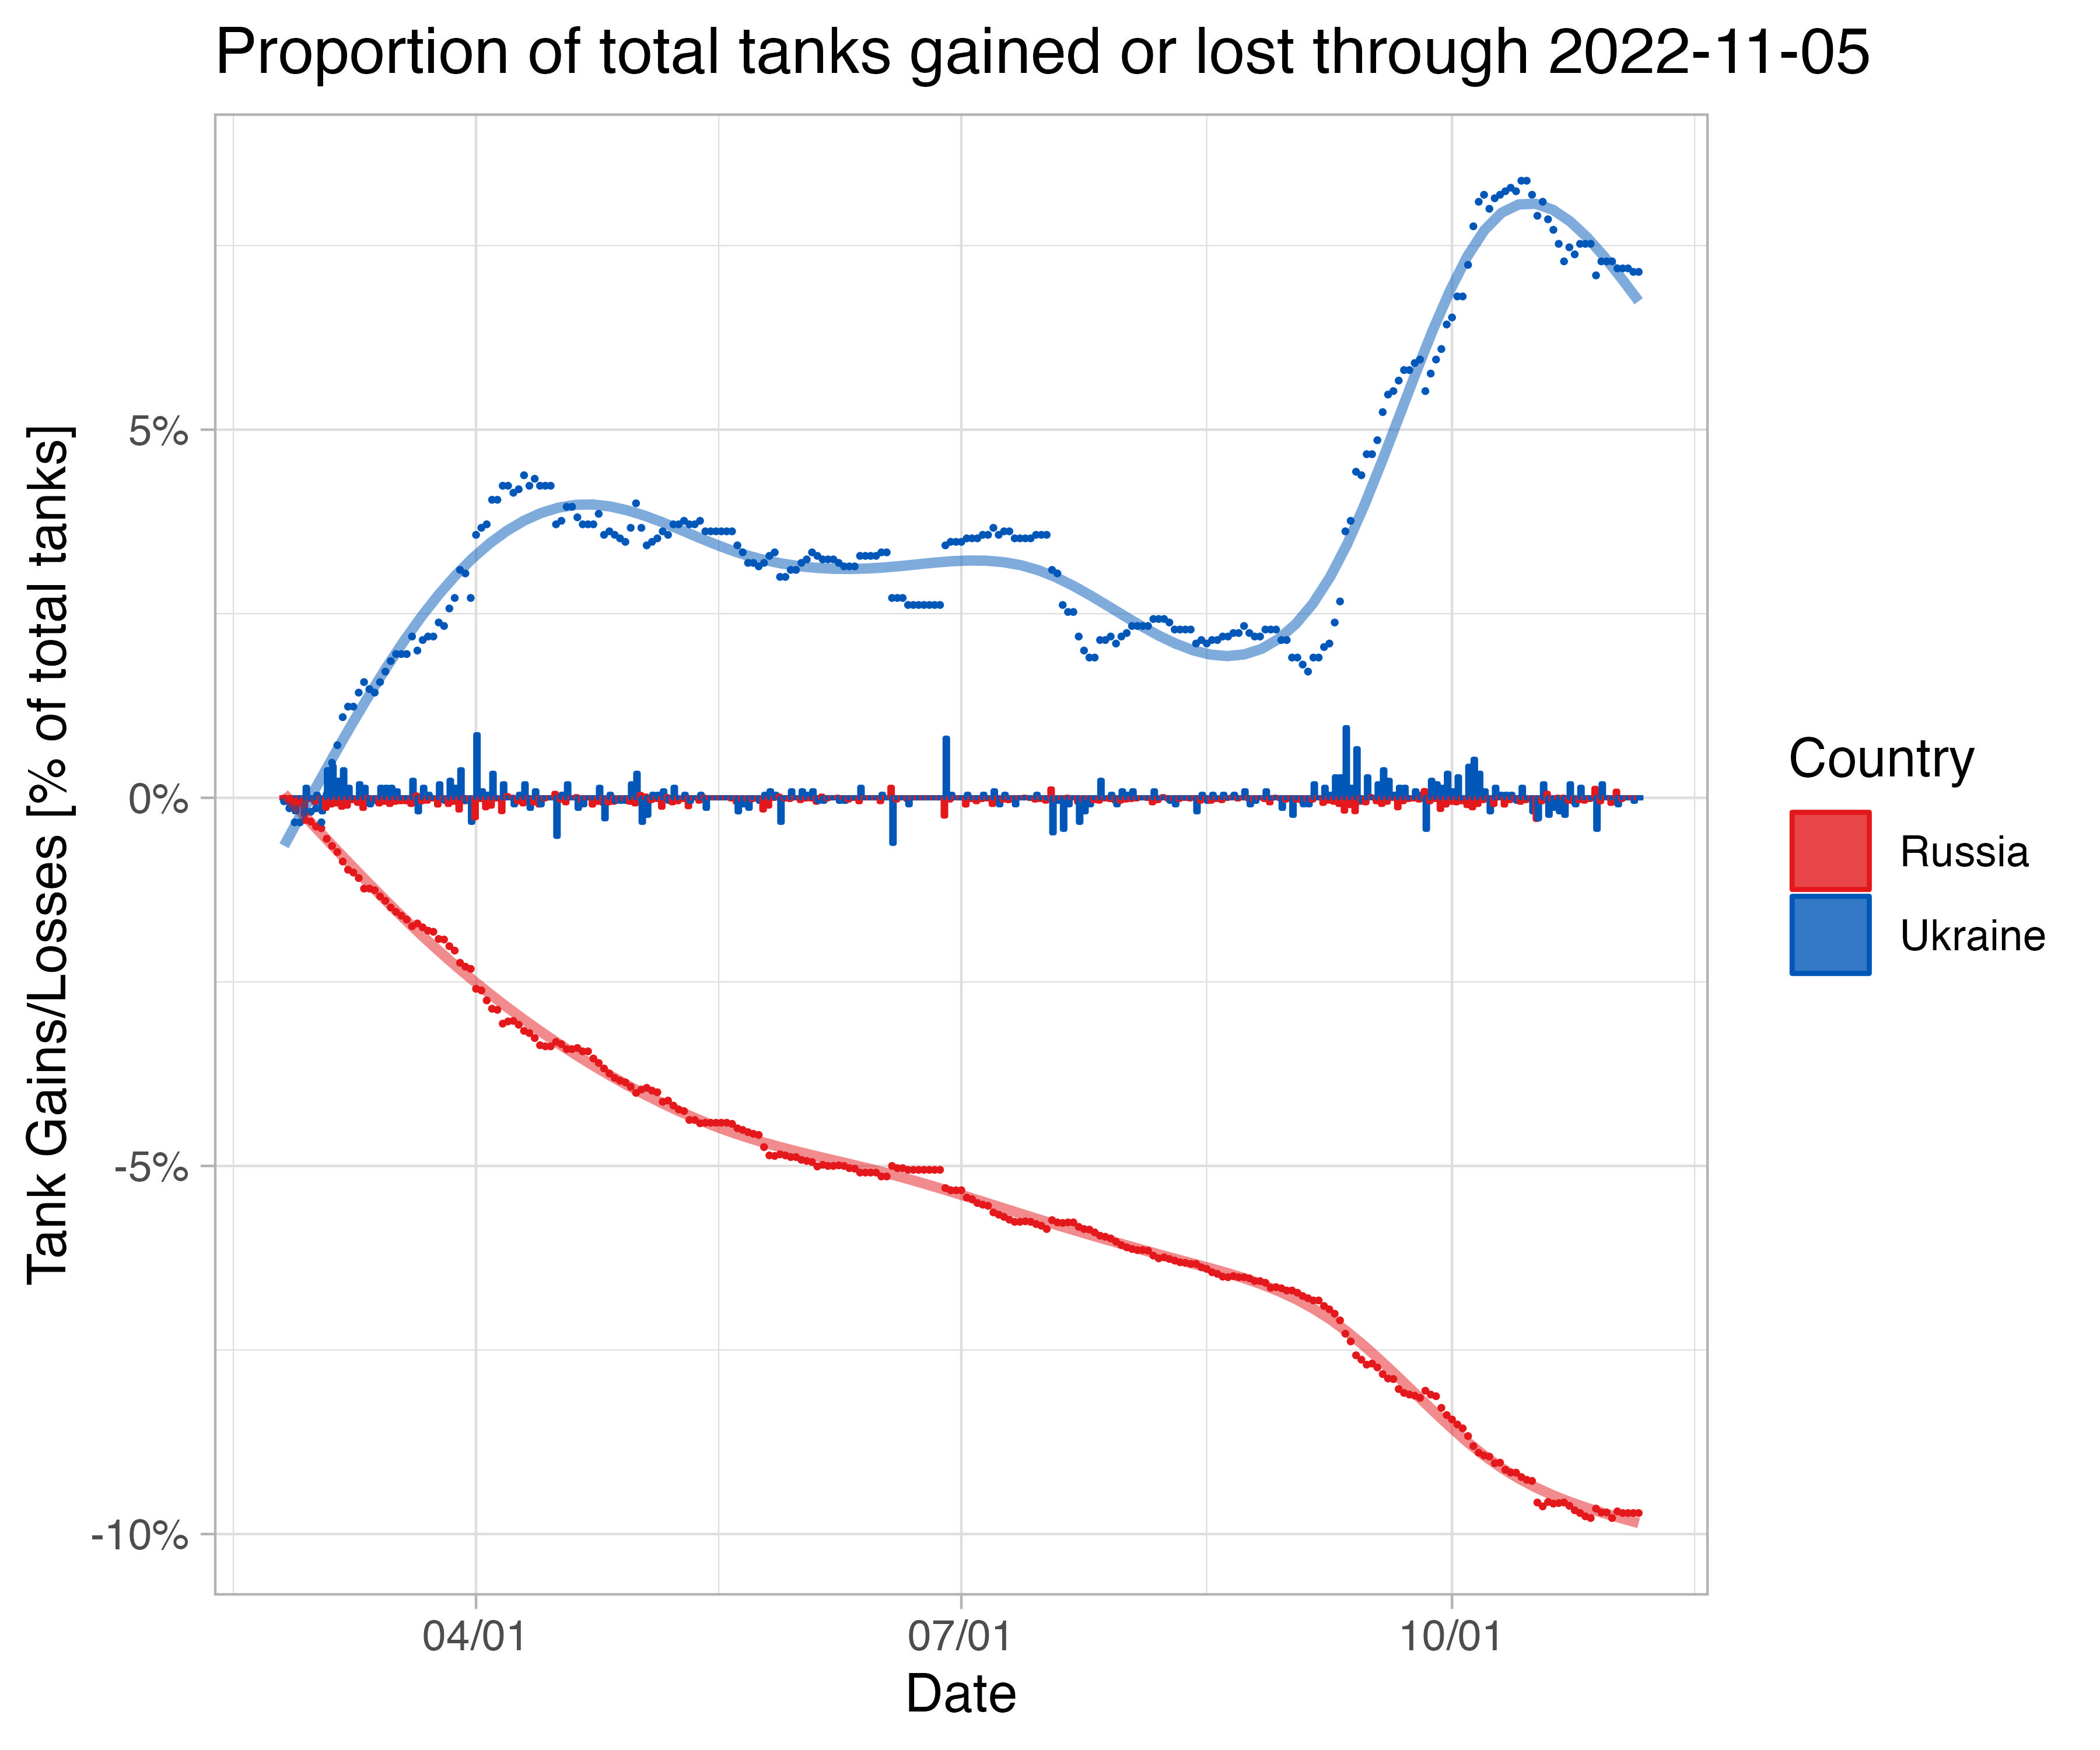 Proportion of total tanks gained or lost through 2022-11-05
Tank Gains/Losses [% of total tanks]
5%
0%
-5%
-10%
04/01
07/01
10/01
Date
Country
Russia
Ukraine